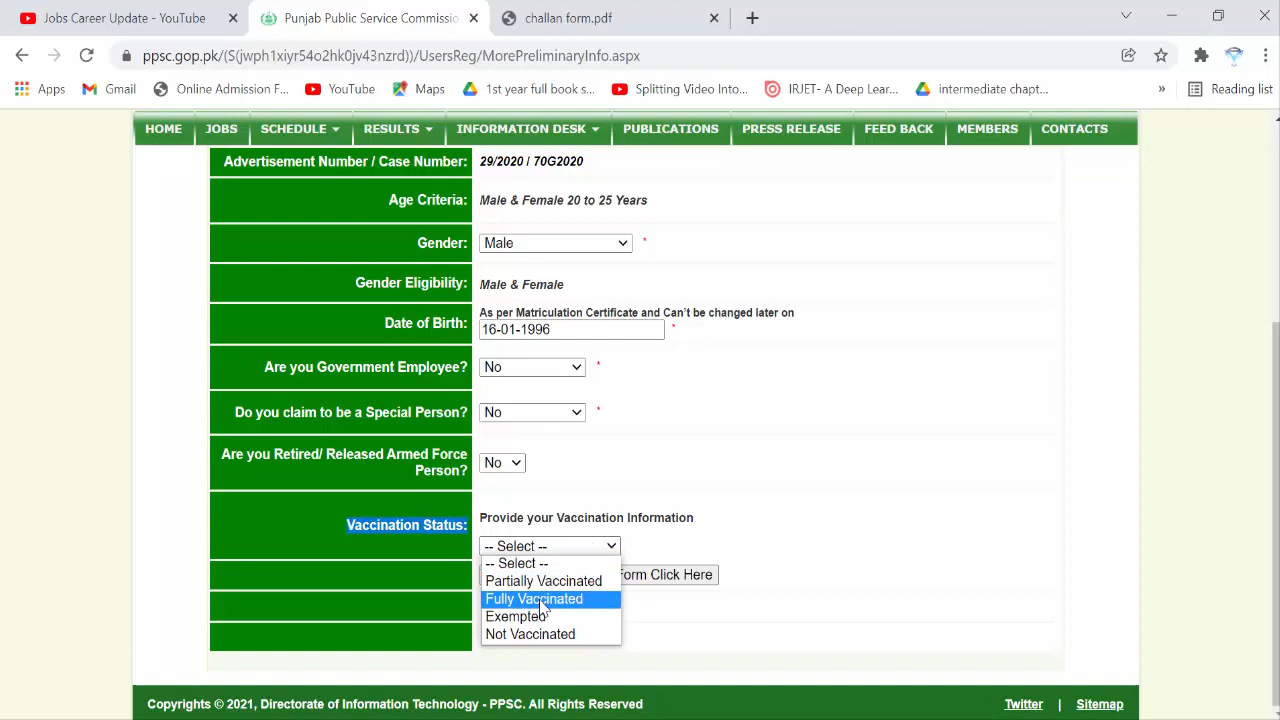 Jobs Career Update - YouTube
Punjab Public Service Commissio
challan form.pdf
ppsc.gop.pk/(S(jwph1xiyr54o2hk0jv43nzrd))/UsersReg/MorePreliminaryInfo.aspx
Apps
Gmail
Online Admission F...
YouTube
Maps
1st year full book s...
Splitting Video Into...
IRJET- A Deep Lear...
intermediate chapt...
»
Reading list
HOME
JOBS
SCHEDULE
RESULTS
INFORMATION DESK
PUBLICATIONS
PRESS RELEASE
FEED BACK
MEMBERS
CONTACTS
Advertisement Number / Case Number: 29/2020 / 70G2020
Age Criteria: Male & Female 20 to 25 Years
Gender: Male *
Gender Eligibility: Male & Female
As per Matriculation Certificate and Can't be changed later on
Date of Birth: 16-01-1996 *
Are you Government Employee? No *
Do you claim to be a Special Person? No *
Are you Retired/ Released Armed Force
Person?
No
Provide your Vaccination Information
Vaccination Status:
-- Select --
-- Select --
Form Click Here
Partially Vaccinated
Fully Vaccinated
Exempted
Not Vaccinated
Copyrights © 2021, Directorate of Information Technology - PPSC. All Rights Reserved
Twitter | Sitemap